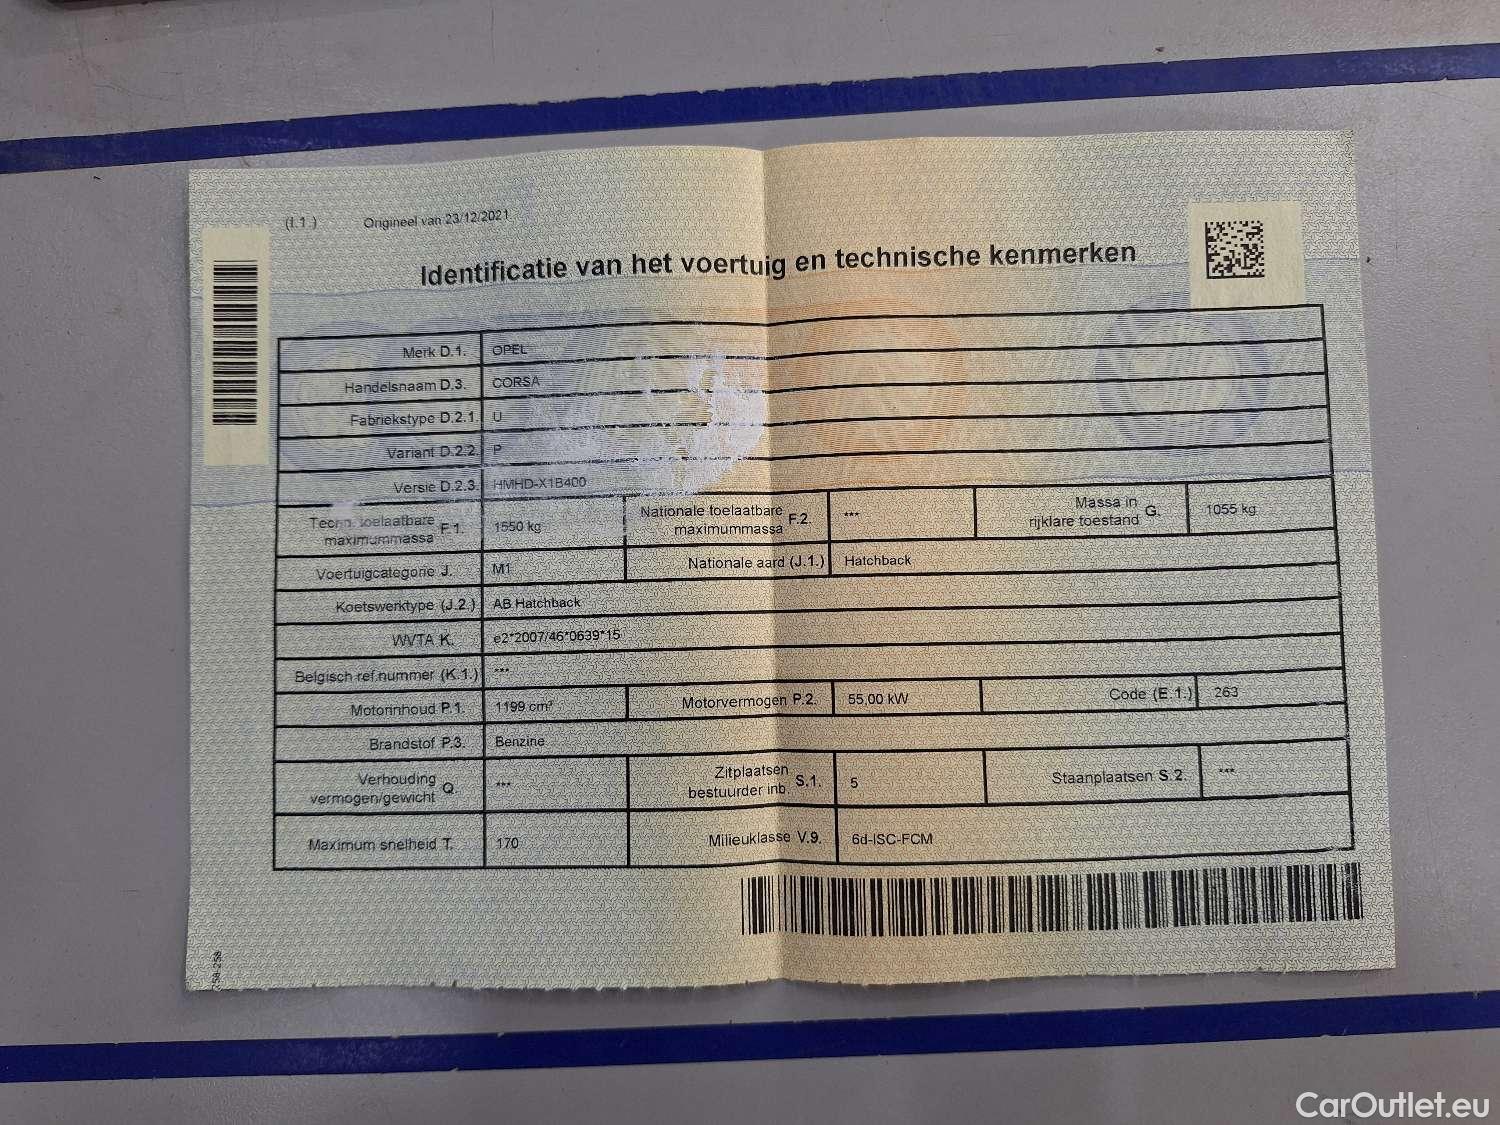 (I.1.) Origineel van 23/12/2021
Identificatie van het voertuig en technische kenmerken
Merk D.1. OPEL
Handelsnaam D.3. CORSA
Fabriekstype D.2.1. U
Variant D.2.2. P
Versie D.2.3. HMHD-X1B400
Techn. toelaatbare maximummassa F.1. 1550 kg Nationale toelaatbare maximummassa F.2. *** Massa in rijklare toestand G. 1055 kg
Voertuigcategorie J. M1 Nationale aard (J.1.) Hatchback
Koetswerktype (J.2.) AB Hatchback
WVTA K. e2*2007/46*0639*15
Belgisch ref.nummer (K.1.) ***
Motorinhoud P.1. 1199 cm³ Motorvermogen P.2. 55,00 kW Code (E.1.) 263
Brandstof P.3. Benzine
Verhouding vermogen/gewicht Q. *** Zitplaatsen bestuurder inb. S.1. 5 Staanplaatsen S.2. ***
Maximum snelheid T. 170 Milieuklasse V.9. 6d-ISC-FCM
CarOutlet.eu